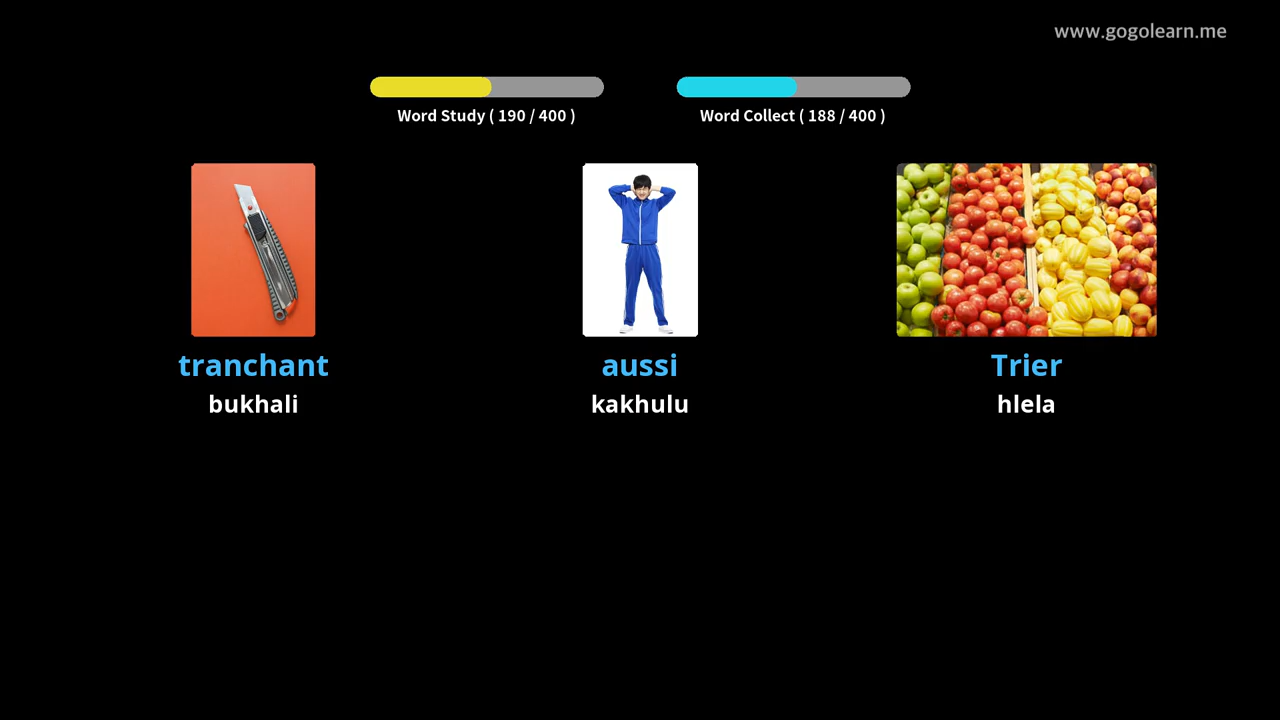 www.gogolearn.me
Word Study ( 190 / 400 )
Word Collect ( 188 / 400 )
tranchant
bukhali
aussi
kakhulu
Trier
hlela